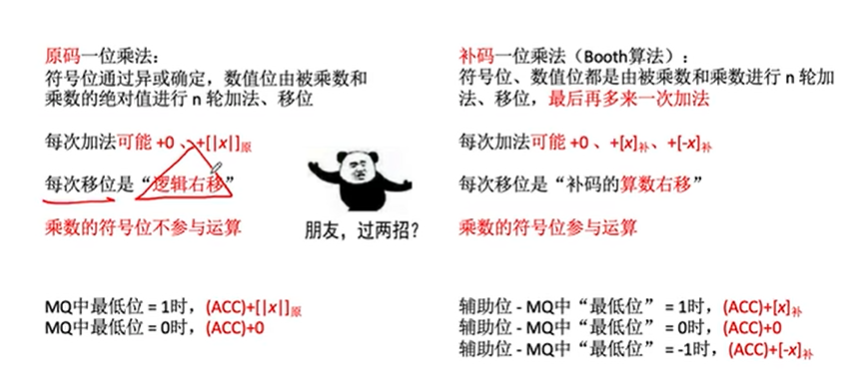 原码一位乘法：
符号位通过异或确定，数值位由被乘数和
乘数的绝对值进行 n 轮加法、移位
每次加法可能 +0 、+[|x|]原
每次移位是“逻辑右移”
乘数的符号位不参与运算
MQ中最低位 = 1时，(ACC)+[|x|]原
MQ中最低位 = 0时，(ACC)+0
朋友，过两招？
补码一位乘法（Booth算法）：
符号位、数值位都是由被乘数和乘数进行 n 轮加
法、移位，最后再多来一次加法
每次加法可能 +0 、+[x]补、+[-x]补
每次移位是“补码的算数右移”
乘数的符号位参与运算
辅助位 - MQ中“最低位” = 1时，(ACC)+[x]补
辅助位 - MQ中“最低位” = 0时，(ACC)+0
辅助位 - MQ中“最低位” = -1时，(ACC)+[-x]补